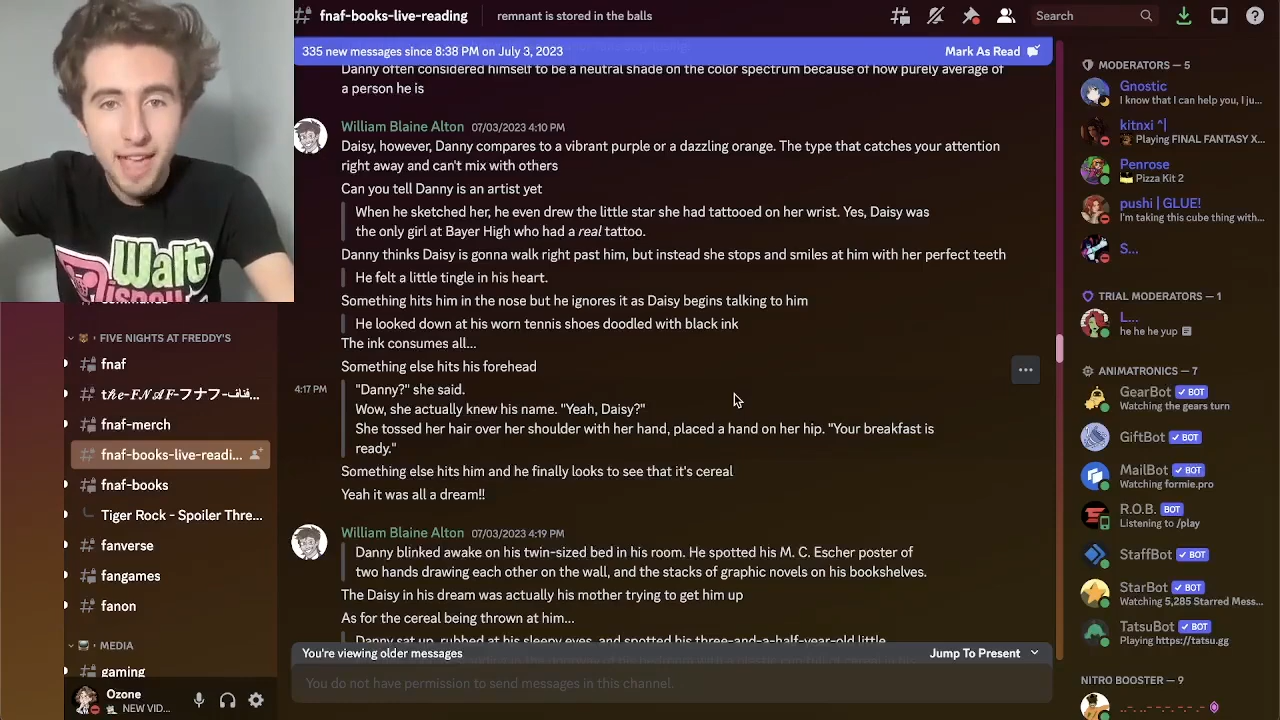 fnaf-books-live-reading
remnant is stored in the balls
Search
335 new messages since 8:38 PM on July 3, 2023
Mark As Read
Danny often considered himself to be a neutral shade on the color spectrum because of how purely average of
a person he is
William Blaine Alton 07/03/2023 4:10 PM
Daisy, however, Danny compares to a vibrant purple or a dazzling orange. The type that catches your attention
right away and can't mix with others
Can you tell Danny is an artist yet
When he sketched her, he even drew the little star she had tattooed on her wrist. Yes, Daisy was
the only girl at Bayer High who had a real tattoo.
Danny thinks Daisy is gonna walk right past him, but instead she stops and smiles at him with her perfect teeth
He felt a little tingle in his heart.
Something hits him in the nose but he ignores it as Daisy begins talking to him
He looked down at his worn tennis shoes doodled with black ink
The ink consumes all...
Something else hits his forehead
4:17 PM
"Danny?" she said.
Wow, she actually knew his name. "Yeah, Daisy?"
She tossed her hair over her shoulder with her hand, placed a hand on her hip. "Your breakfast is
ready."
Something else hits him and he finally looks to see that it's cereal
Yeah it was all a dream!!
William Blaine Alton 07/03/2023 4:19 PM
Danny blinked awake on his twin-sized bed in his room. He spotted his M. C. Escher poster of
two hands drawing each other on the wall, and the stacks of graphic novels on his bookshelves.
The Daisy in his dream was actually his mother trying to get him up
As for the cereal being thrown at him...
Danny sat up, rubbed at his sleepy eyes, and spotted his three-and-a-half-year-old little
You're viewing older messages
Jump To Present
You do not have permission to send messages in this channel.
Walt
FIVE NIGHTS AT FREDDY'S
fnaf
fnaf-merch
fnaf-books-live-readi...
fnaf-books
Tiger Rock - Spoiler Thre...
fanverse
fangames
fanon
MEDIA
gaming
Ozone
NEW VID...
MODERATORS — 5
Gnostic
I know that I can help you, I ju...
kitnxi ^|
Playing FINAL FANTASY X...
Penrose
Pizza Kit 2
pushi | GLUE!
I'm taking this cube thing with...
S...
TRIAL MODERATORS — 1
L...
he he he yup
ANIMATRONICS — 7
GearBot BOT
Watching the gears turn
GiftBot BOT
MailBot BOT
Watching formie.pro
R.O.B. BOT
Listening to /play
StaffBot BOT
StarBot BOT
Watching 5,285 Starred Mess...
TatsuBot BOT
Playing https://tatsu.gg
NITRO BOOSTER — 9